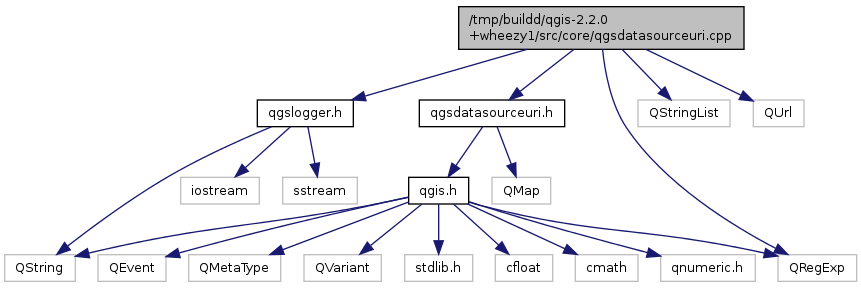 /tmp/buildd/qgis-2.2.0
+wheezy1/src/core/qgsdatasourceuri.cpp
qgslogger.h
qgsdatasourceuri.h
QStringList
QUrl
iostream
sstream
qgis.h
QMap
QString
QEvent
QMetaType
QVariant
stdlib.h
cfloat
cmath
qnumeric.h
QRegExp